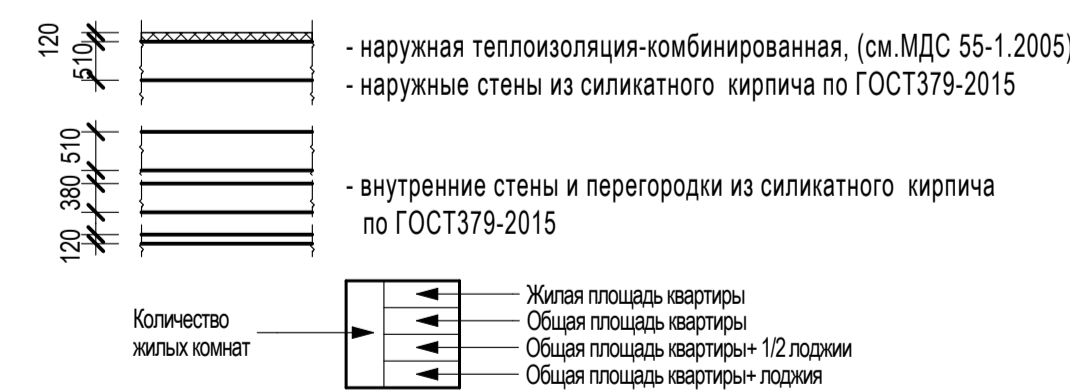 120
510
- наружная теплоизоляция-комбинированная, (см.МДС 55-1.2005)
- наружные стены из силикатного кирпича по ГОСТ379-2015
510
380
120
- внутренние стены и перегородки из силикатного кирпича
по ГОСТ379-2015
Количество
жилых комнат
Жилая площадь квартиры
Общая площадь квартиры
Общая площадь квартиры+ 1/2 лоджии
Общая площадь квартиры+ лоджия